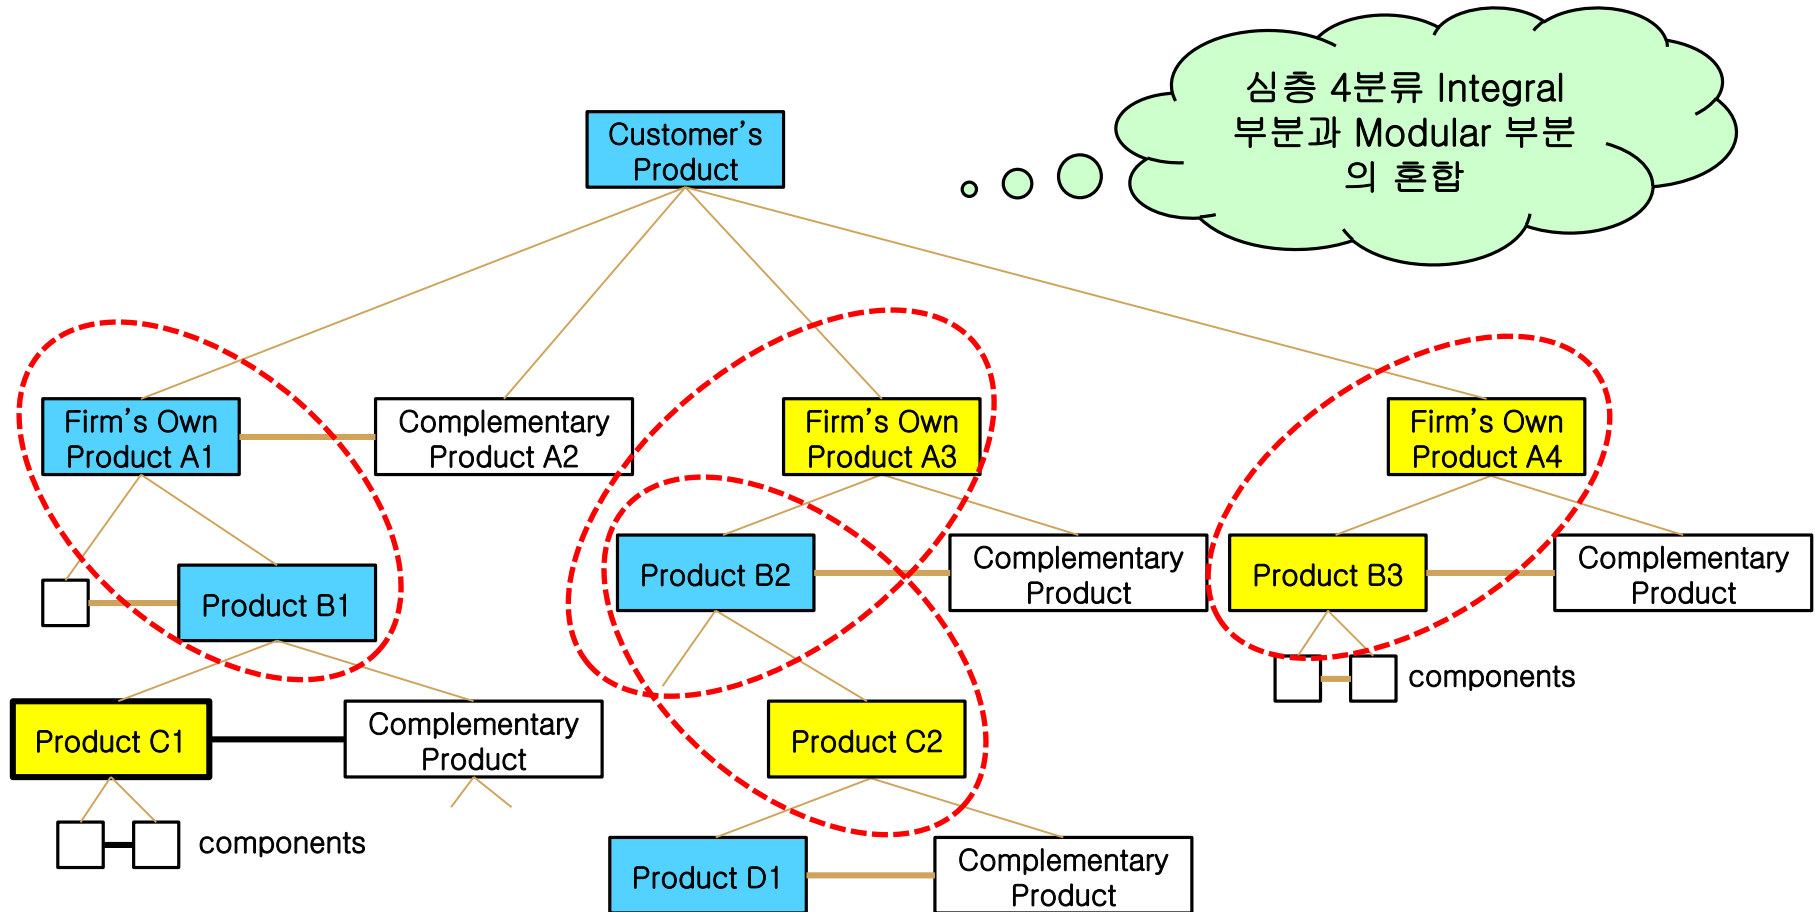 심층 4분류 Integral
부분과 Modular 부분
의 혼합
Customer’s
Product
Firm’s Own
Product A1
Complementary
Product A2
Firm’s Own
Product A3
Firm’s Own
Product A4
Product B1
Product B2
Complementary
Product
Product B3
Complementary
Product
components
Product C1
Complementary
Product
Product C2
components
Product D1
Complementary
Product